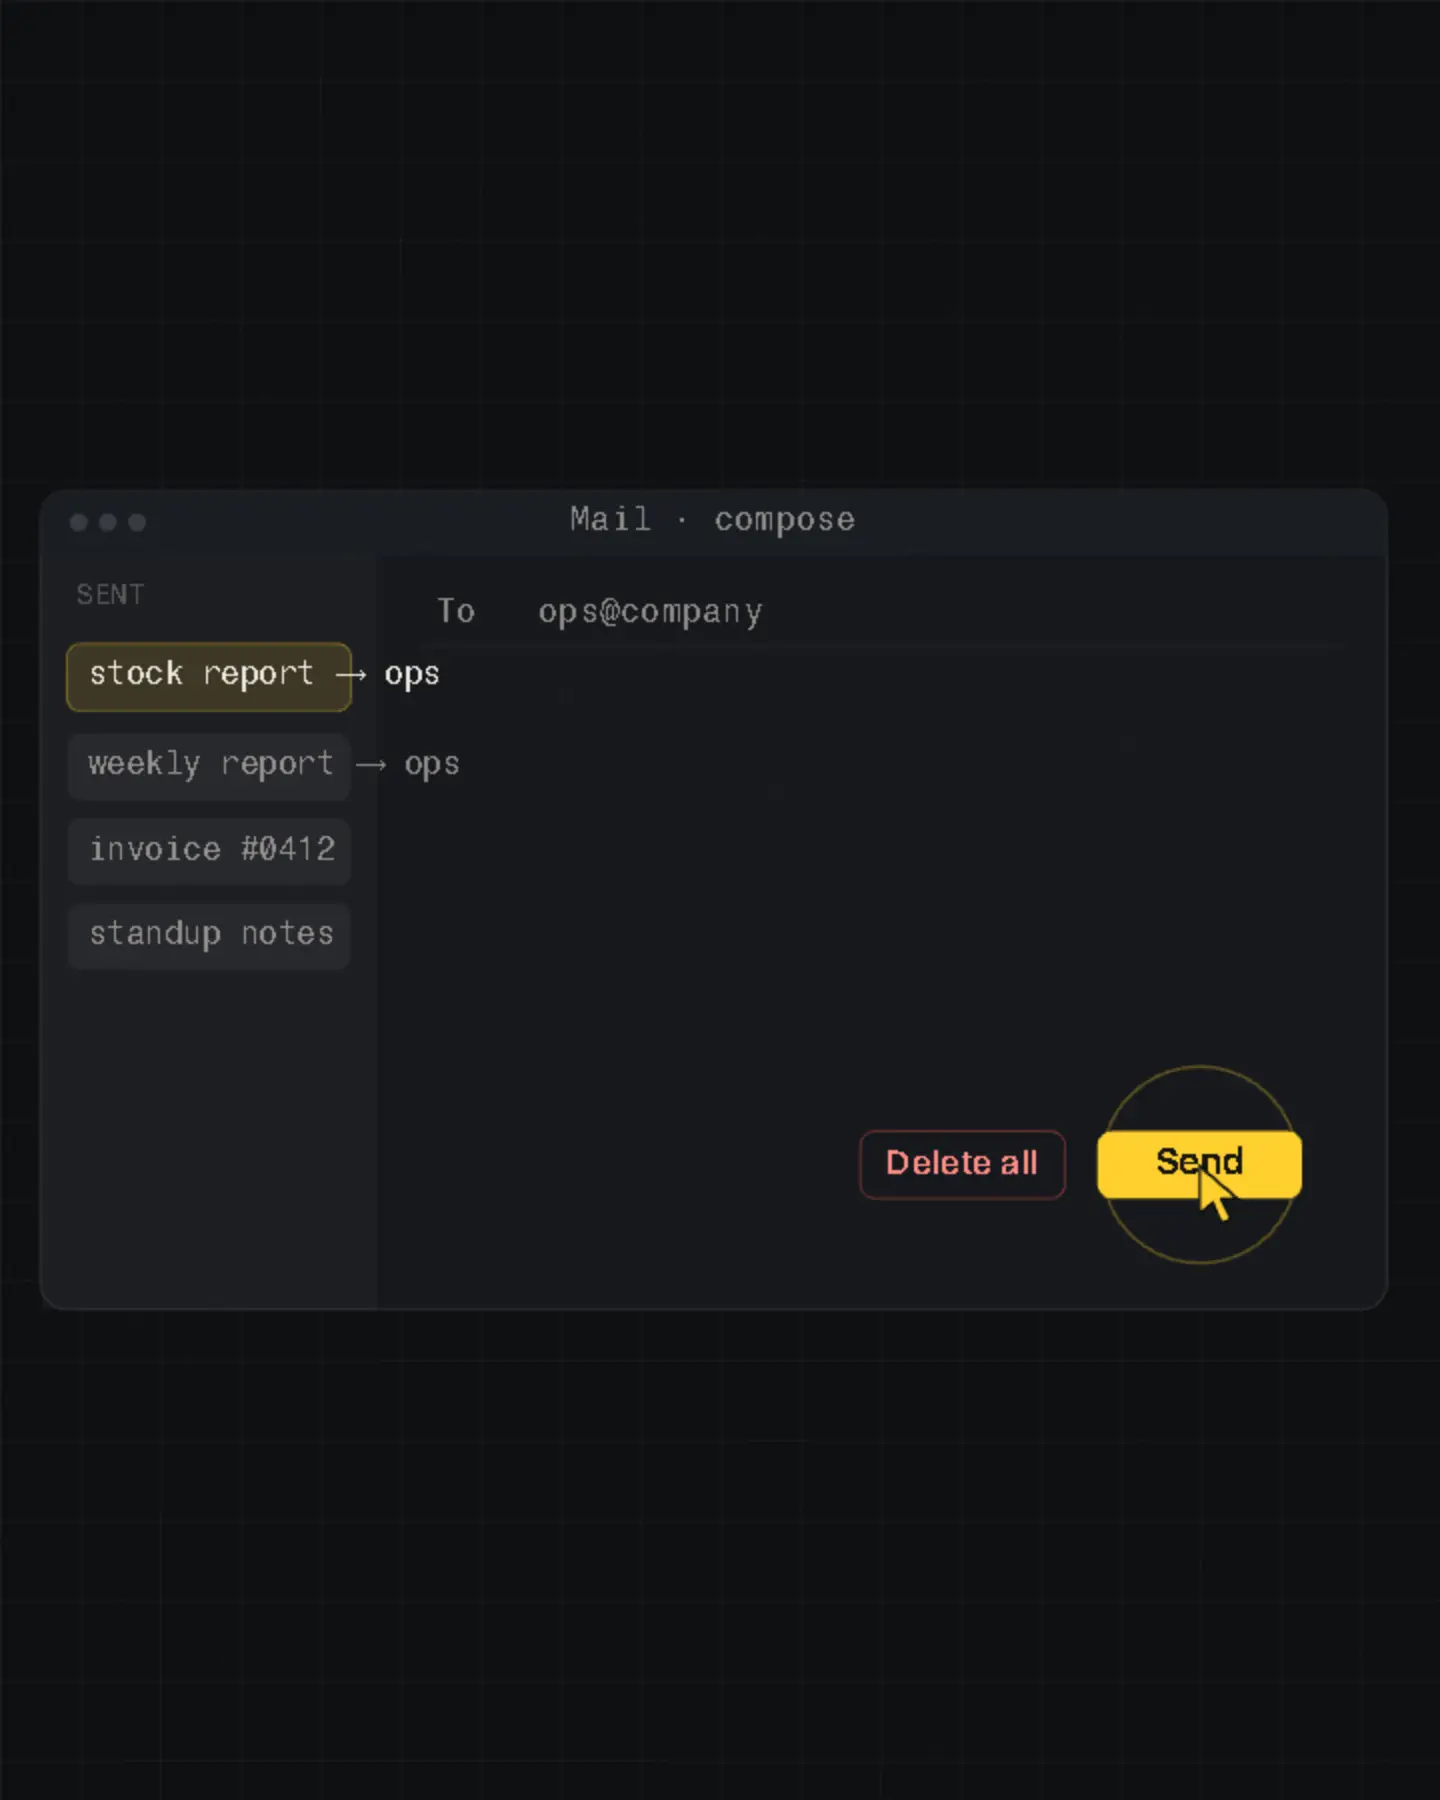 Mail · compose
SENT
To ops@company
stock report → ops
weekly report → ops
invoice #0412
standup notes
Delete all
Send